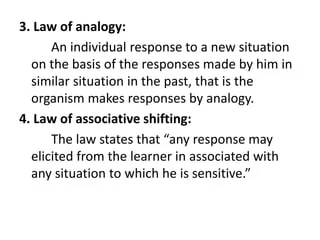 3. Law of analogy:
An individual response to a new situation
on the basis of the responses made by him in
similar situation in the past, that is the
organism makes responses by analogy.
4. Law of associative shifting:
The law states that “any response may
elicited from the learner in associated with
any situation to which he is sensitive.”